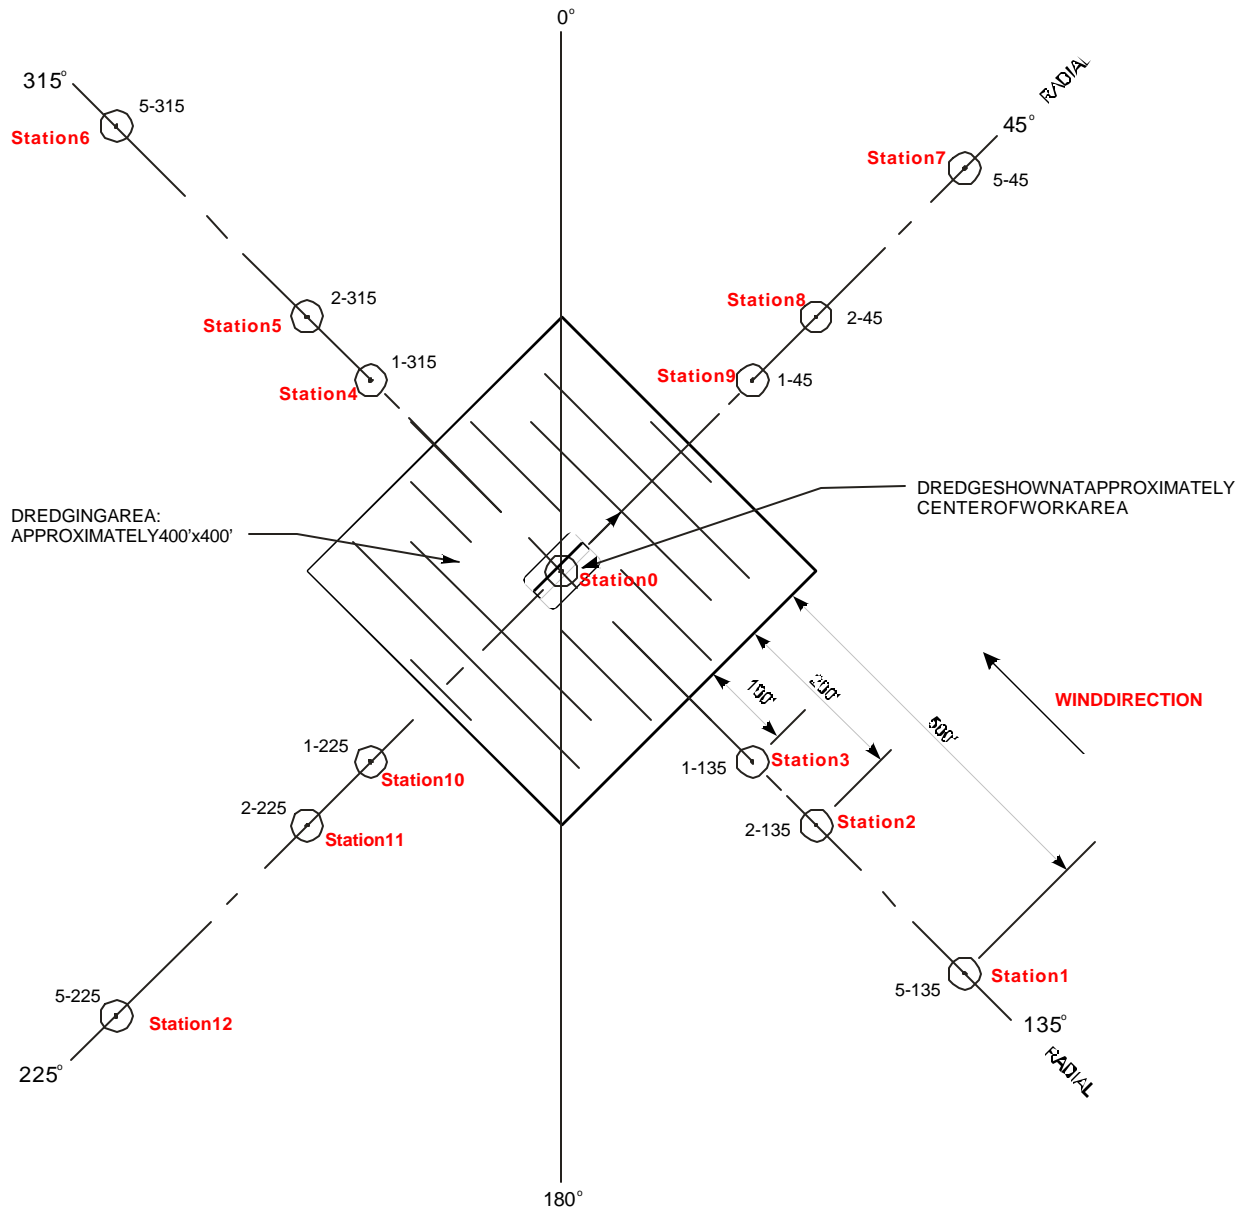 0°
315°
5-315
Station6
RADIAL
45°
Station7
5-45
2-315
Station5
Station8
2-45
1-315
Station4
Station9
1-45
DREDGINGAREA:
APPROXIMATELY400'x400'
DREDGESHOWNATAPPROXIMATELY
CENTEROFWORKAREA
Station0
100'
200'
500'
WINDDIRECTION
1-225
Station10
1-135
Station3
2-225
Station11
2-135
Station2
5-225
Station12
5-135
Station1
225°
135°
RADIAL
180°